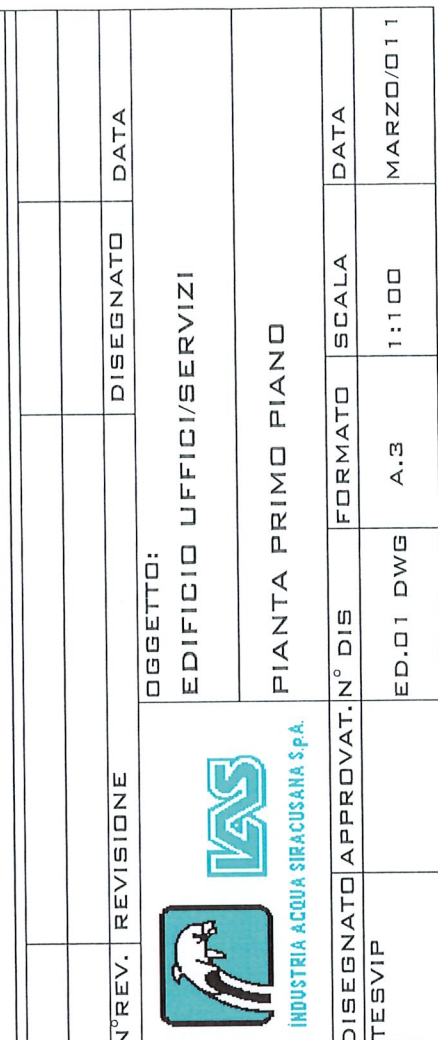 N°REV. REVISIONE DISEGNATO DATA
OGGETTO:
EDIFICIO UFFICI/SERVIZI
IAS
INDUSTRIA ACQUA SIRACUSANA S.p.A.
PIANTA PRIMO PIANO
DISEGNATO APPROVAT. N° DIS FORMATO SCALA DATA
TESVIP ED.01 DWG A.3 1:100 MARZO/011